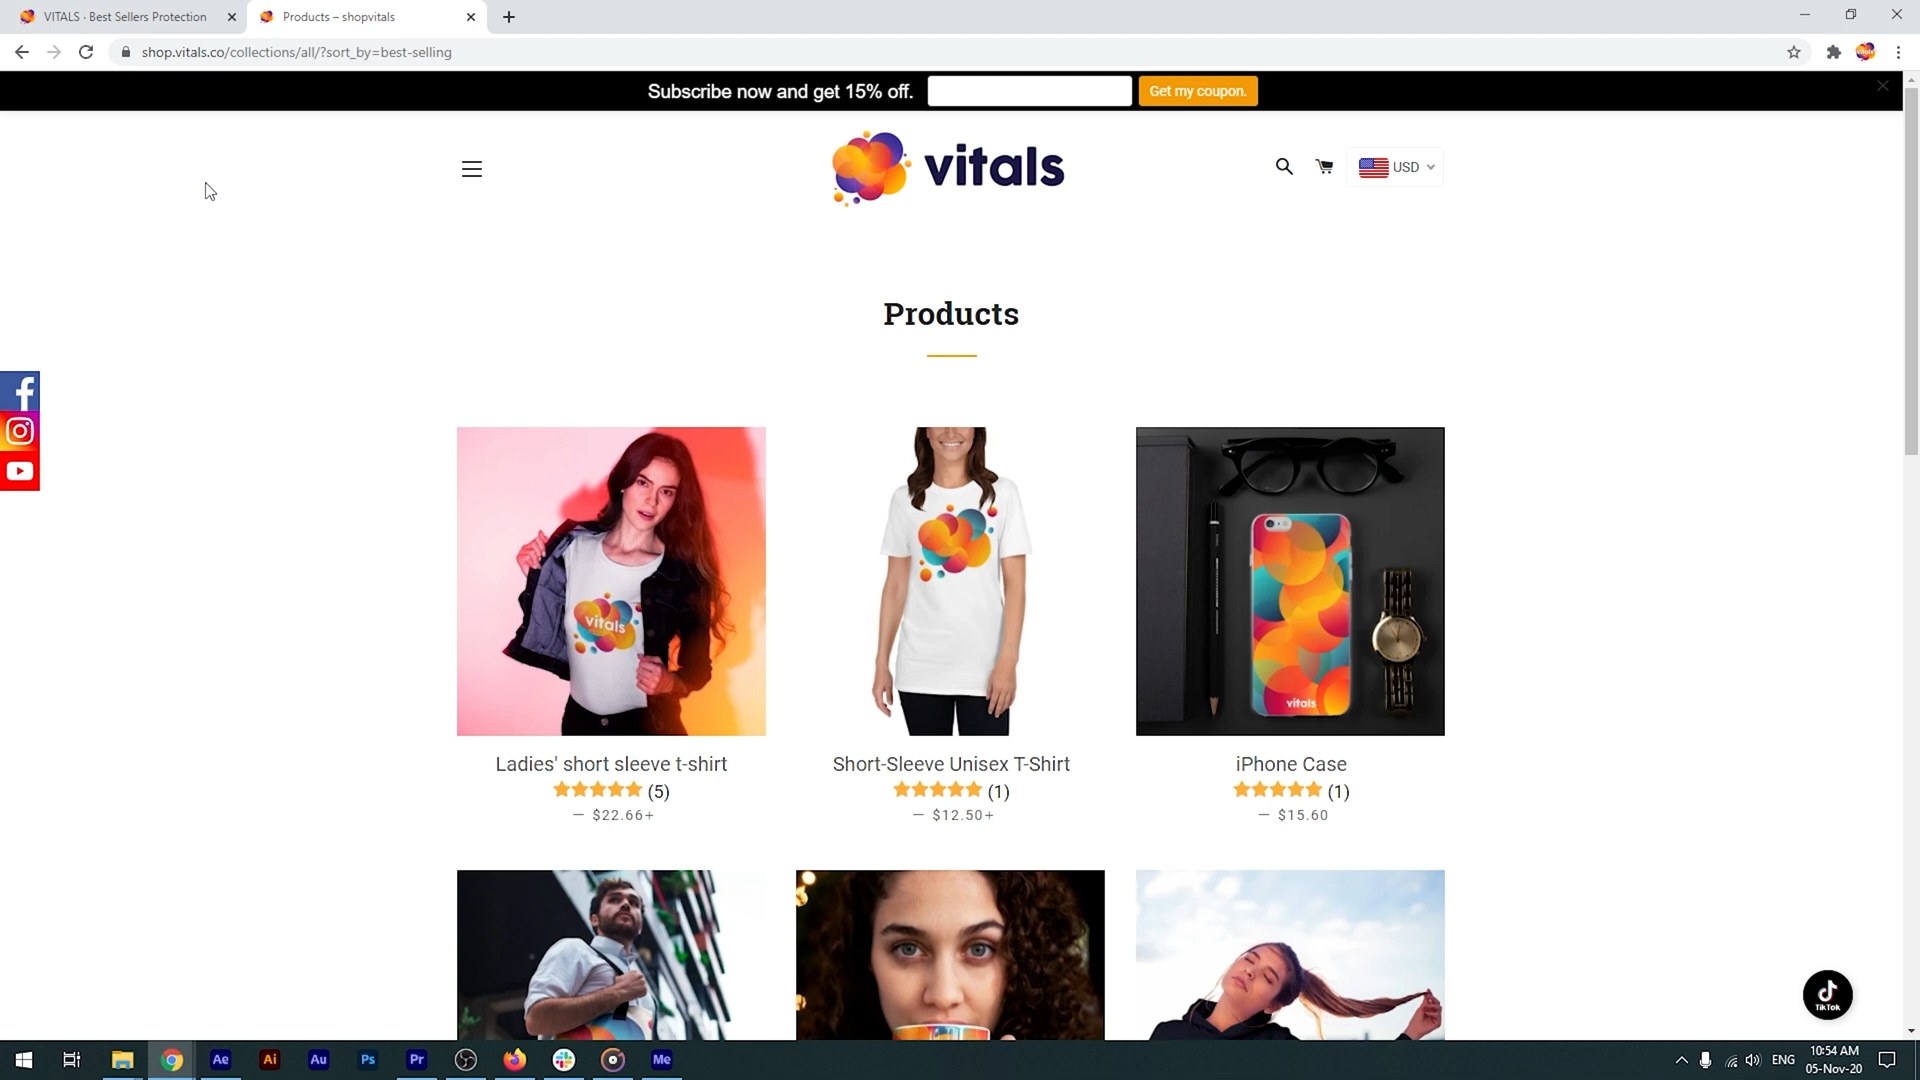 VITALS · Best Sellers Protection
Products – shopvitals
shop.vitals.co/collections/all/?sort_by=best-selling
Subscribe now and get 15% off.
Get my coupon.
vitals
USD
Products
vitals
vitals
Ladies' short sleeve t-shirt
(5)
— $22.66+
Short-Sleeve Unisex T-Shirt
(1)
— $12.50+
iPhone Case
(1)
— $15.60
TikTok
Ae
Ai
Au
Ps
Pr
Me
ENG
10:54 AM
05-Nov-20